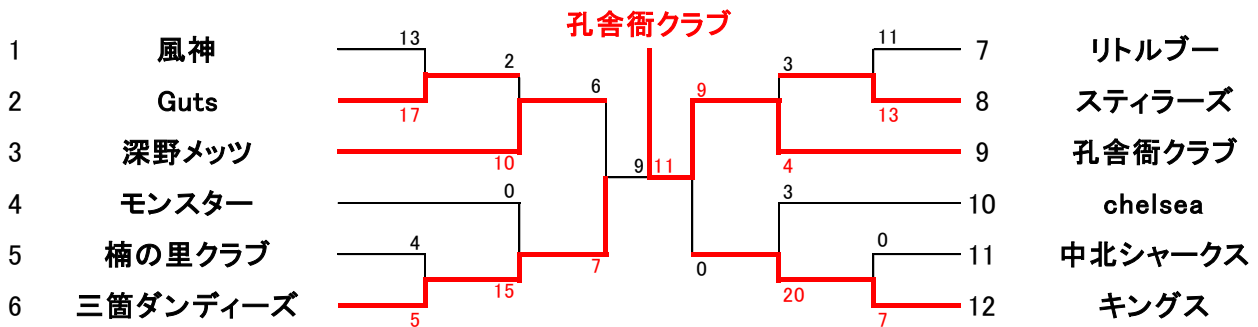 孔舎衙クラブ
1 風神 13 11 7 リトルブー
2 3
2 Guts 17 6 9 13 8 スティラーズ
3 深野メッツ 10 4 9 孔舎衙クラブ
9 11
4 モンスター 0 3 10 chelsea
5 楠の里クラブ 4 0 11 中北シャークス
7 0
15 20
6 三箇ダンディーズ 5 7 12 キングス